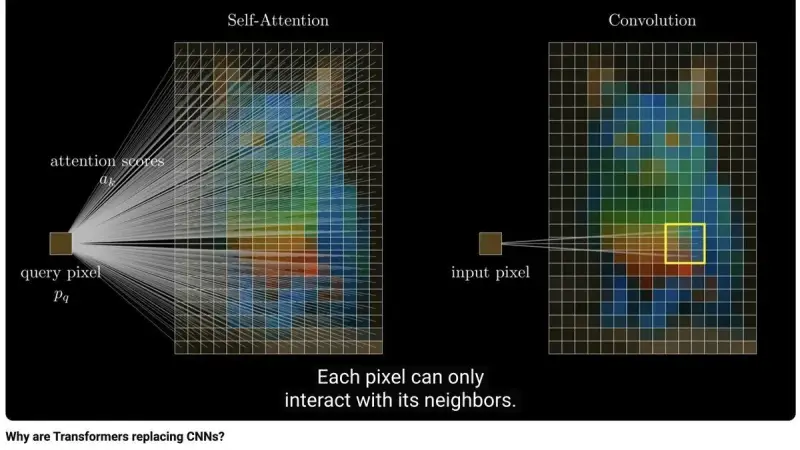 Self-Attention
Convolution
attention scores
aₖ
query pixel
p_q
input pixel
Each pixel can only
interact with its neighbors.
Why are Transformers replacing CNNs?